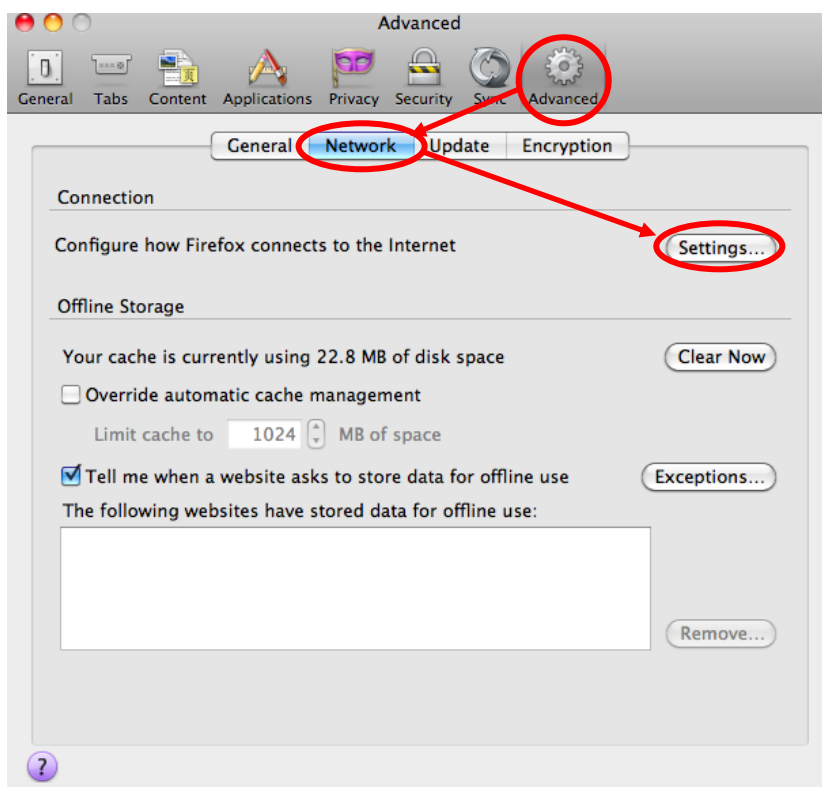 Advanced
General Tabs Content Applications Privacy Security Sync Advanced
General Network Update Encryption
Connection
Configure how Firefox connects to the Internet Settings...
Offline Storage
Your cache is currently using 22.8 MB of disk space Clear Now
Override automatic cache management
Limit cache to 1024 MB of space
Tell me when a website asks to store data for offline use Exceptions...
The following websites have stored data for offline use:
Remove...
?